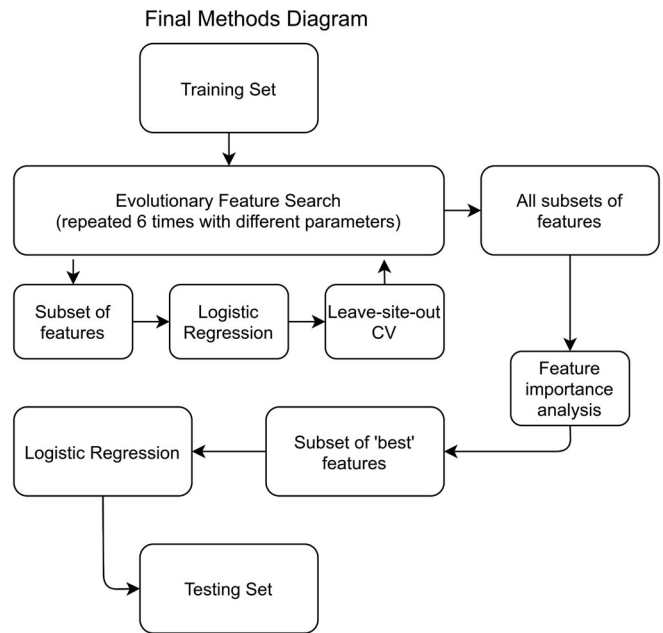 Final Methods Diagram
Training Set
Evolutionary Feature Search
(repeated 6 times with different parameters)
All subsets of
features
Subset of
features
Logistic
Regression
Leave-site-out
CV
Feature
importance
analysis
Logistic Regression
Subset of 'best'
features
Testing Set